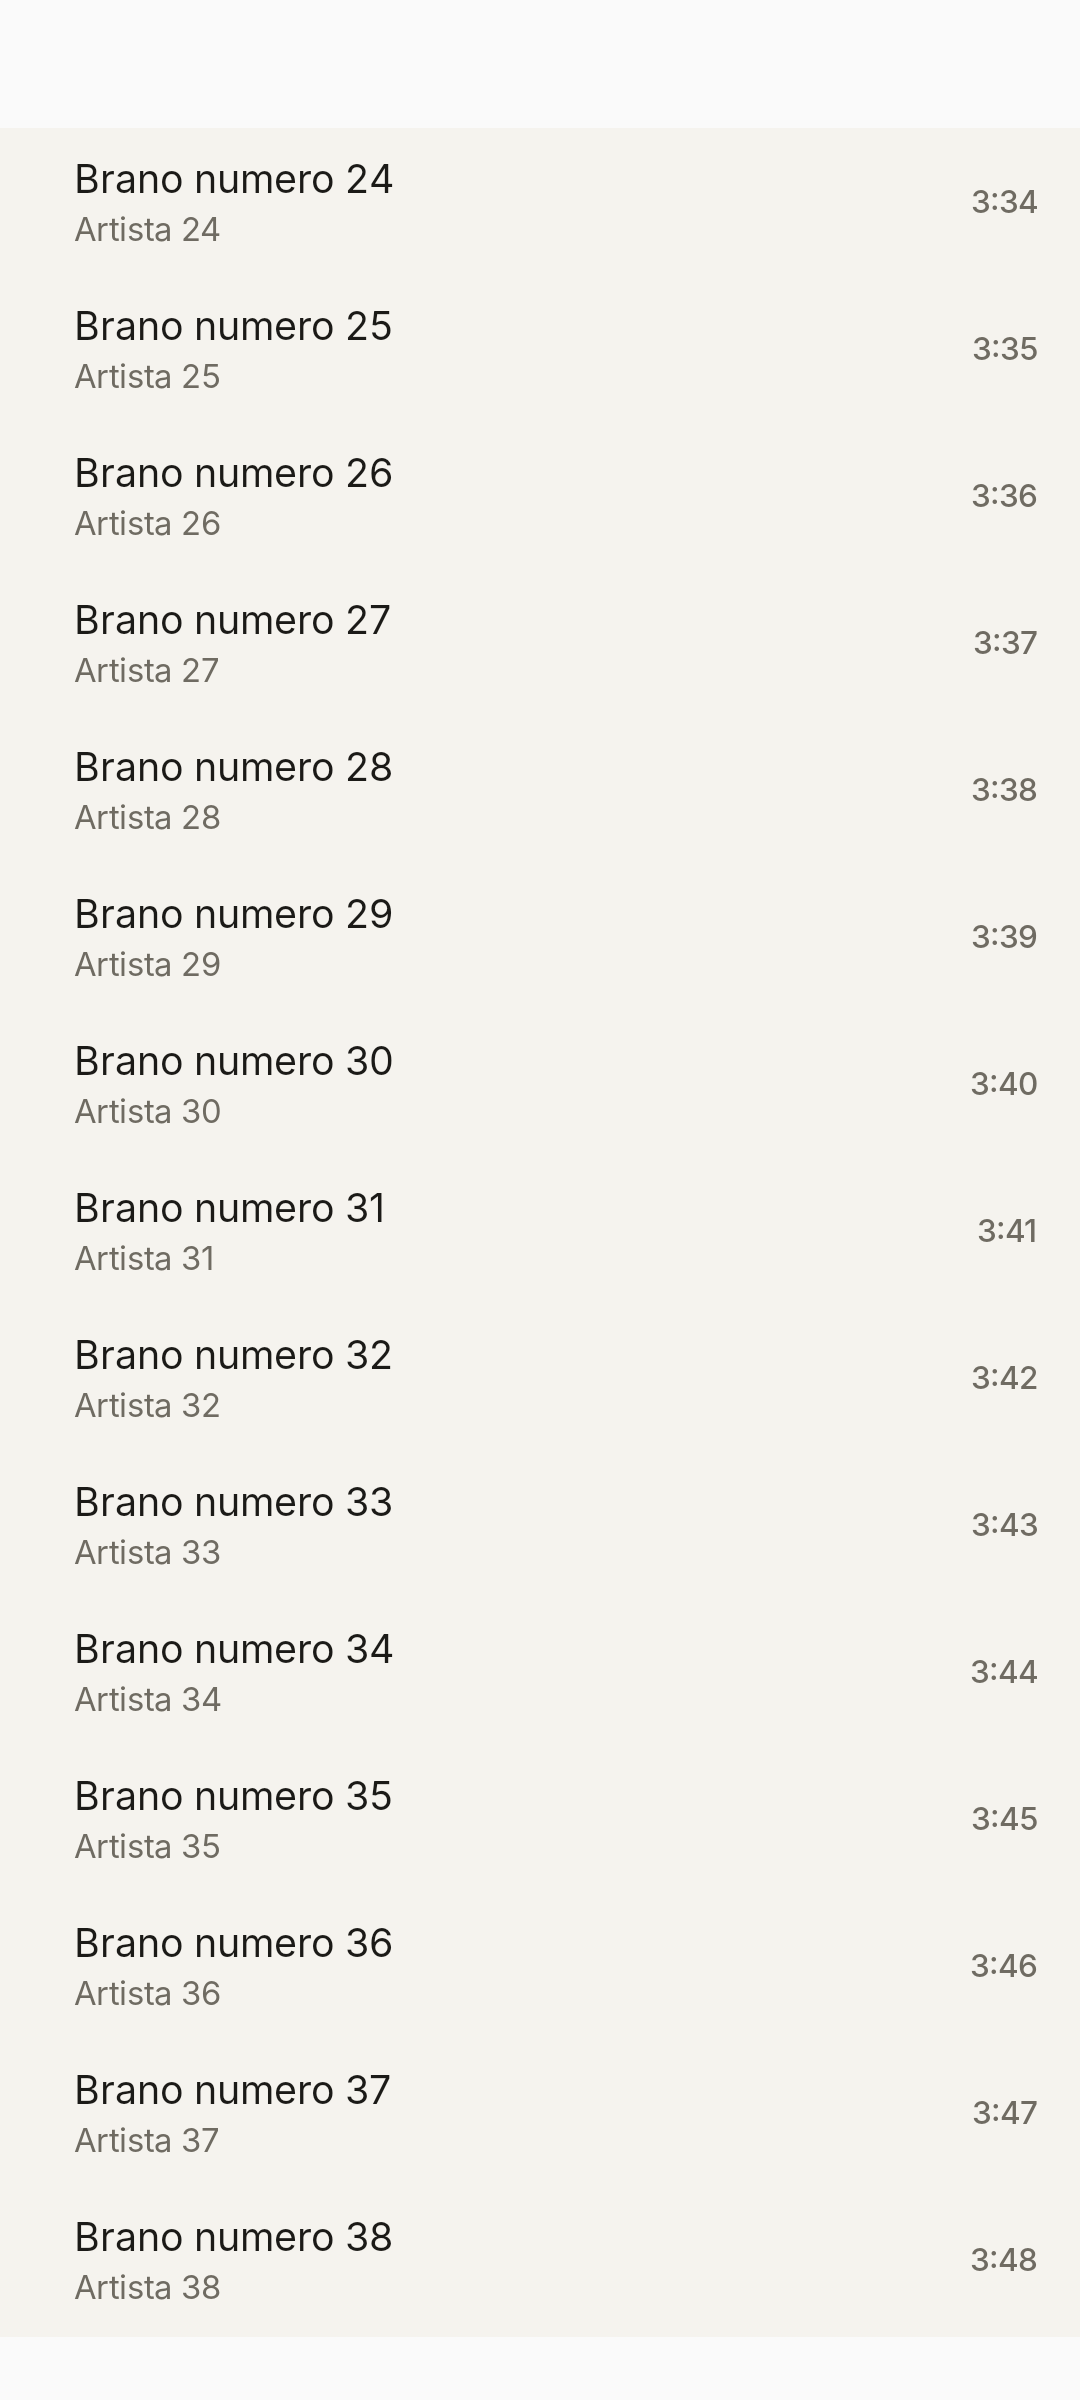 Brano numero 24
Artista 24
3:34
Brano numero 25
Artista 25
3:35
Brano numero 26
Artista 26
3:36
Brano numero 27
Artista 27
3:37
Brano numero 28
Artista 28
3:38
Brano numero 29
Artista 29
3:39
Brano numero 30
Artista 30
3:40
Brano numero 31
Artista 31
3:41
Brano numero 32
Artista 32
3:42
Brano numero 33
Artista 33
3:43
Brano numero 34
Artista 34
3:44
Brano numero 35
Artista 35
3:45
Brano numero 36
Artista 36
3:46
Brano numero 37
Artista 37
3:47
Brano numero 38
Artista 38
3:48